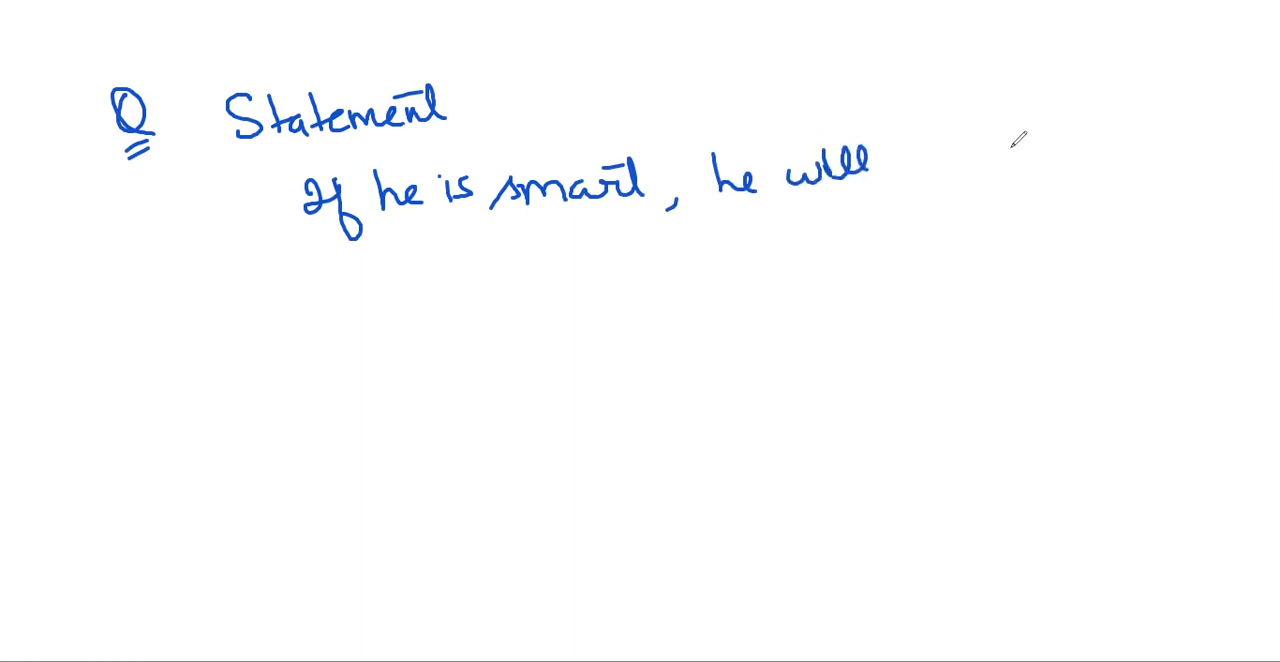 Q Statement
If he is smart, he will